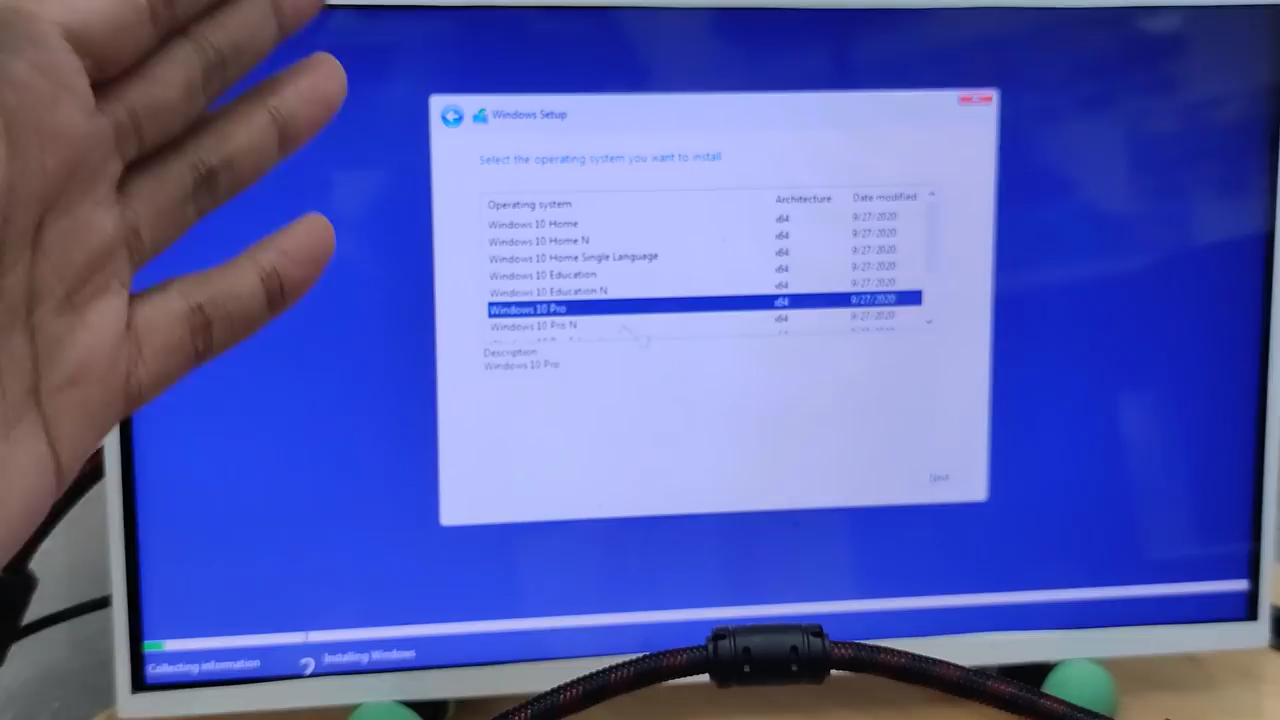 Windows Setup
Select the operating system you want to install
Operating system Architecture Date modified
Windows 10 Home x64 9/27/2020
Windows 10 Home N x64 9/27/2020
Windows 10 Home Single Language x64 9/27/2020
Windows 10 Education x64 9/27/2020
Windows 10 Education N x64 9/27/2020
Windows 10 Pro x64 9/27/2020
Windows 10 Pro N x64 9/27/2020
Description
Windows 10 Pro
Next
Collecting information
2 Installing Windows